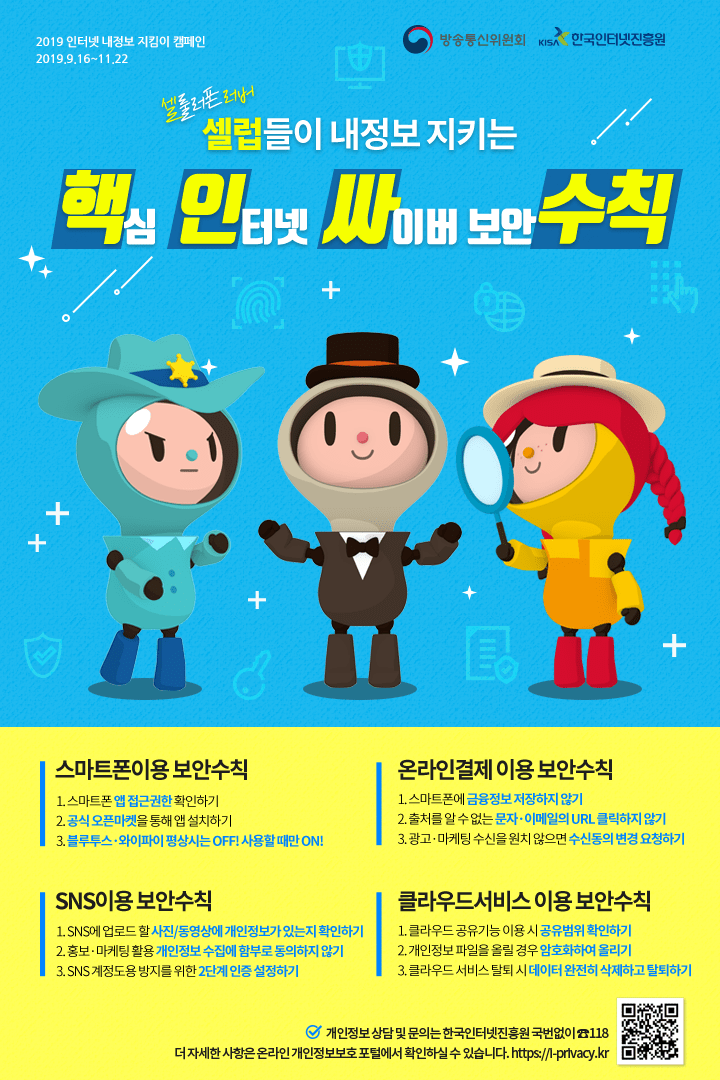 2019 인터넷 내정보 지킴이 캠페인
2019.9.16~11.22
방송통신위원회
KISA 한국인터넷진흥원
셀룰러폰 러버
셀럽들이 내정보 지키는
핵심 인터넷 싸이버 보안수칙
스마트폰이용 보안수칙
1. 스마트폰 앱 접근권한 확인하기
2. 공식 오픈마켓을 통해 앱 설치하기
3. 블루투스·와이파이 평상시는 OFF! 사용할 때만 ON!
온라인결제 이용 보안수칙
1. 스마트폰에 금융정보 저장하지 않기
2. 출처를 알 수 없는 문자·이메일의 URL 클릭하지 않기
3. 광고·마케팅 수신을 원치 않으면 수신동의 변경 요청하기
SNS이용 보안수칙
1. SNS에 업로드 할 사진/동영상에 개인정보가 있는지 확인하기
2. 홍보·마케팅 활용 개인정보 수집에 함부로 동의하지 않기
3. SNS 계정도용 방지를 위한 2단계 인증 설정하기
클라우드서비스 이용 보안수칙
1. 클라우드 공유기능 이용 시 공유범위 확인하기
2. 개인정보 파일을 올릴 경우 암호화하여 올리기
3. 클라우드 서비스 탈퇴 시 데이터 완전히 삭제하고 탈퇴하기
개인정보 상담 및 문의는 한국인터넷진흥원 국번없이 ☎118
더 자세한 사항은 온라인 개인정보보호 포털에서 확인하실 수 있습니다. https://i-privacy.kr